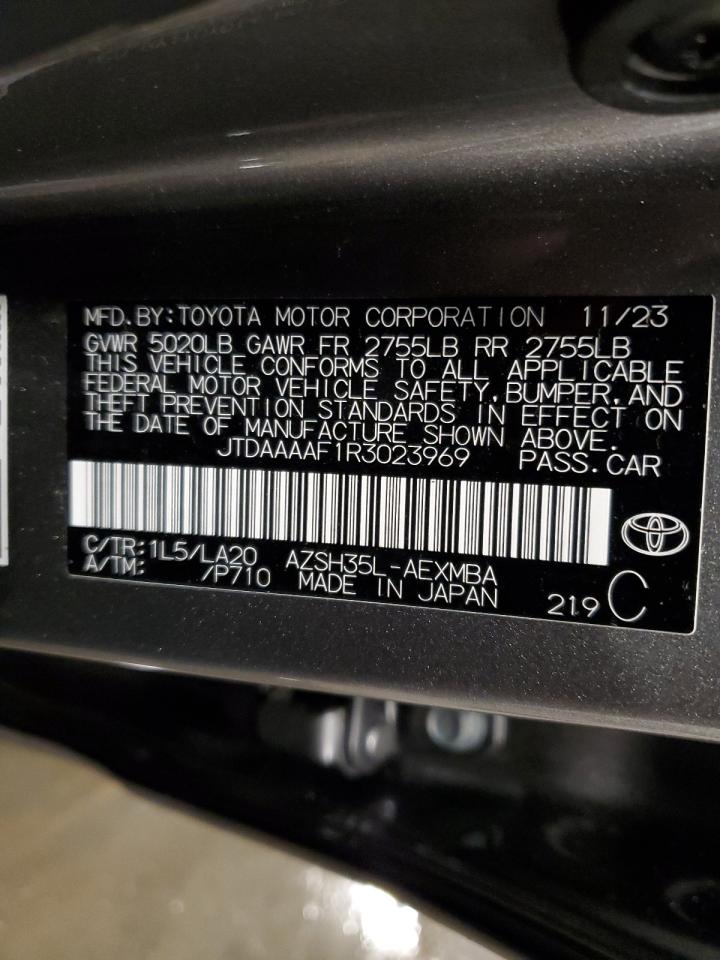 MFD.BY:TOYOTA MOTOR CORPORATION 11/23
GVWR 5020LB GAWR FR 2755LB RR 2755LB
THIS VEHICLE CONFORMS TO ALL APPLICABLE
FEDERAL MOTOR VEHICLE SAFETY,BUMPER,AND
THEFT PREVENTION STANDARDS IN EFFECT ON
THE DATE OF MANUFACTURE SHOWN ABOVE.
JTDAAAAF1R3023969 PASS.CAR
C/TR:1L5/LA20 AZSH35L-AEXMBA
A/TM: /P710 MADE IN JAPAN 219 C